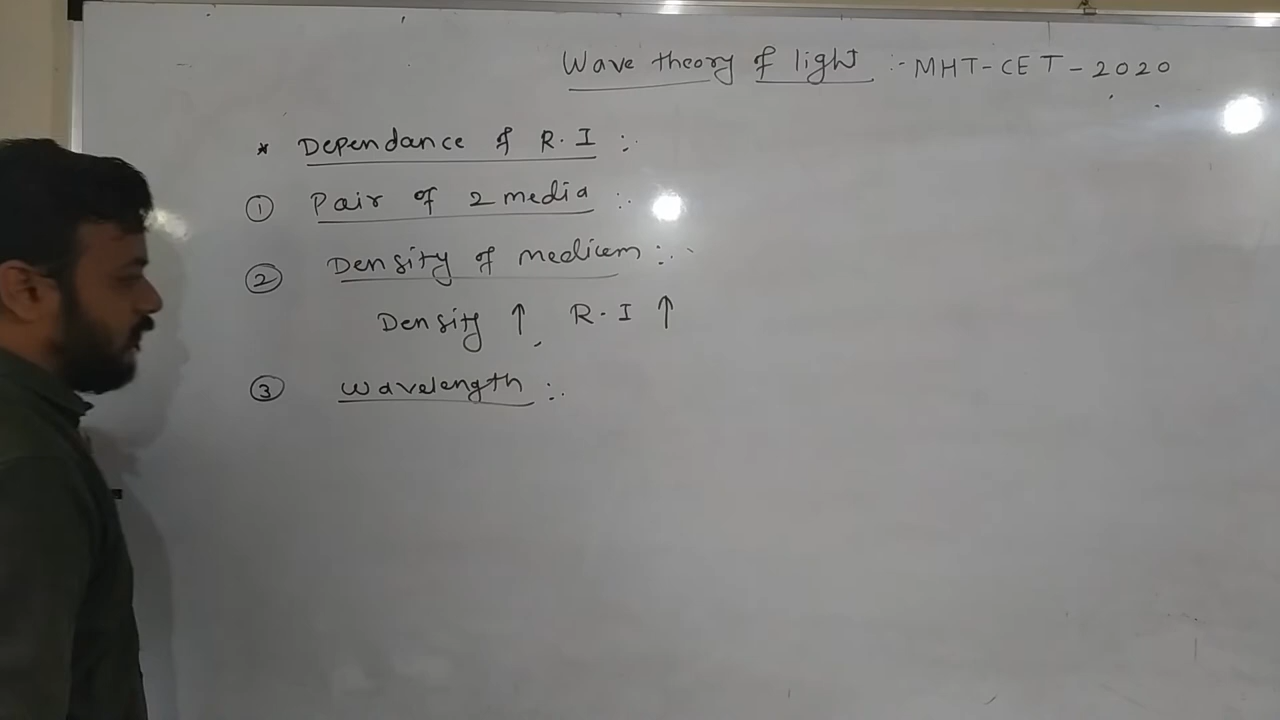 Wave theory of light :- MHT-CET-2020
* Dependance of R.I :-
① Pair of 2 media :-
② Density of medium :-
Density ↑, R.I ↑
③ Wavelength :-